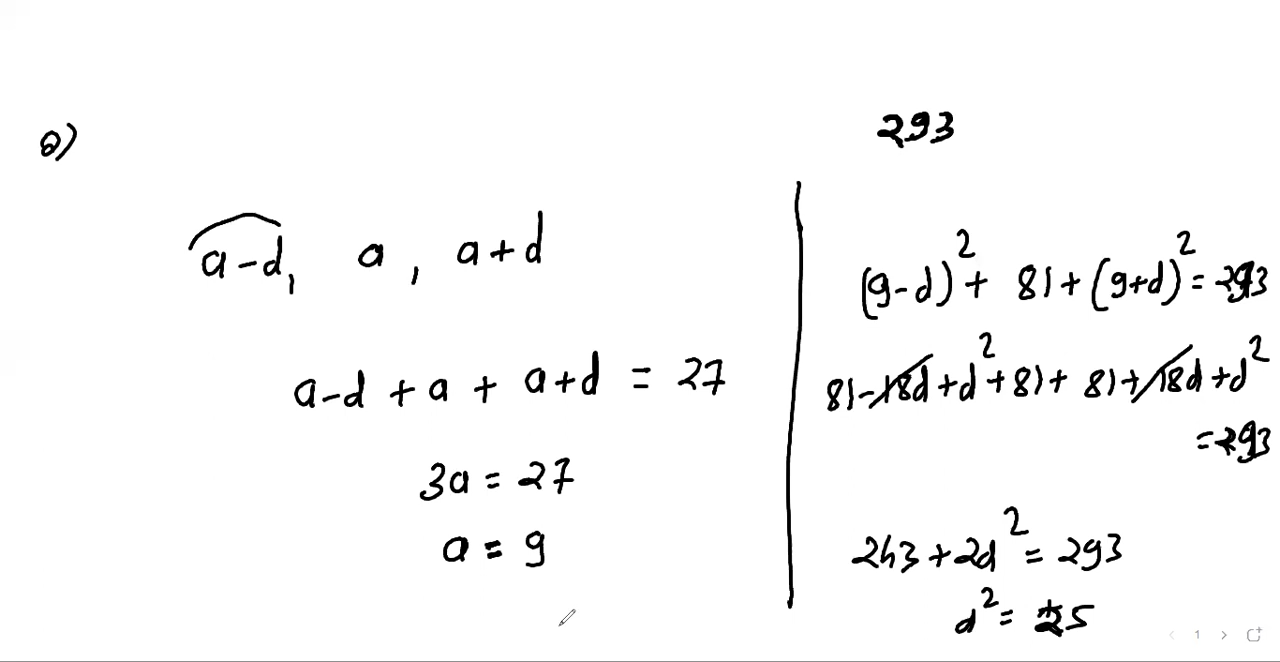 a)
293
a-d, a, a+d
a-d + a + a+d = 27
3a = 27
a = 9
(9-d)² + 81 + (9+d)² = 293
81-18d+d²+81+ 81+18d+d²
=293
243+2d² = 293
d² = 25
1